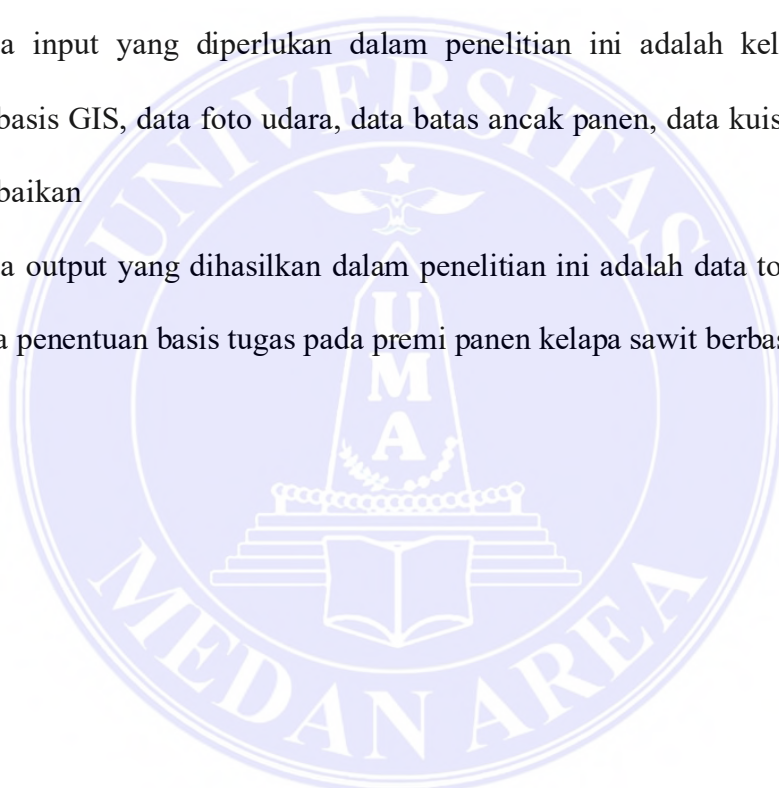 a input yang diperlukan dalam penelitian ini adalah kel
basis GIS, data foto udara, data batas ancak panen, data kuis
baikan
a output yang dihasilkan dalam penelitian ini adalah data to
a penentuan basis tugas pada premi panen kelapa sawit berbas
UNIVERSITAS
UMA
MEDAN AREA